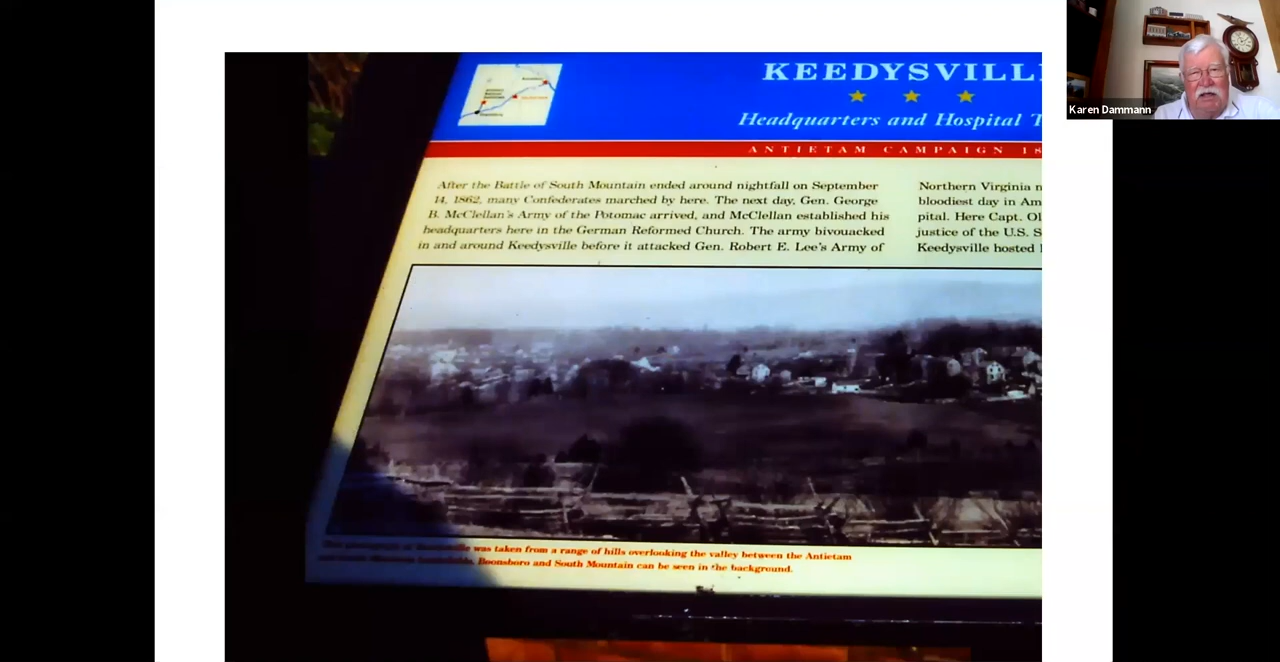 KEEDYSVILL
Headquarters and Hospital T
ANTIETAM CAMPAIGN 18
After the Battle of South Mountain ended around nightfall on September
14, 1862, many Confederates marched by here. The next day, Gen. George
B. McClellan's Army of the Potomac arrived, and McClellan established his
headquarters here in the German Reformed Church. The army bivouacked
in and around Keedysville before it attacked Gen. Robert E. Lee's Army of
Northern Virginia n
bloodiest day in Am
pital. Here Capt. Ol
justice of the U.S. S
Keedysville hosted
was taken from a range of hills overlooking the valley between the Antietam
Boonsboro and South Mountain can be seen in the background.
Karen Dammann